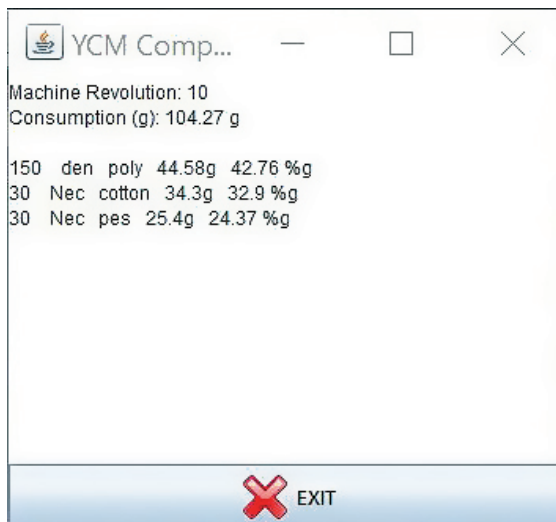 YCM Comp...
Machine Revolution: 10
Consumption (g): 104.27 g
150 den poly 44.58g 42.76 %g
30 Nec cotton 34.3g 32.9 %g
30 Nec pes 25.4g 24.37 %g
EXIT